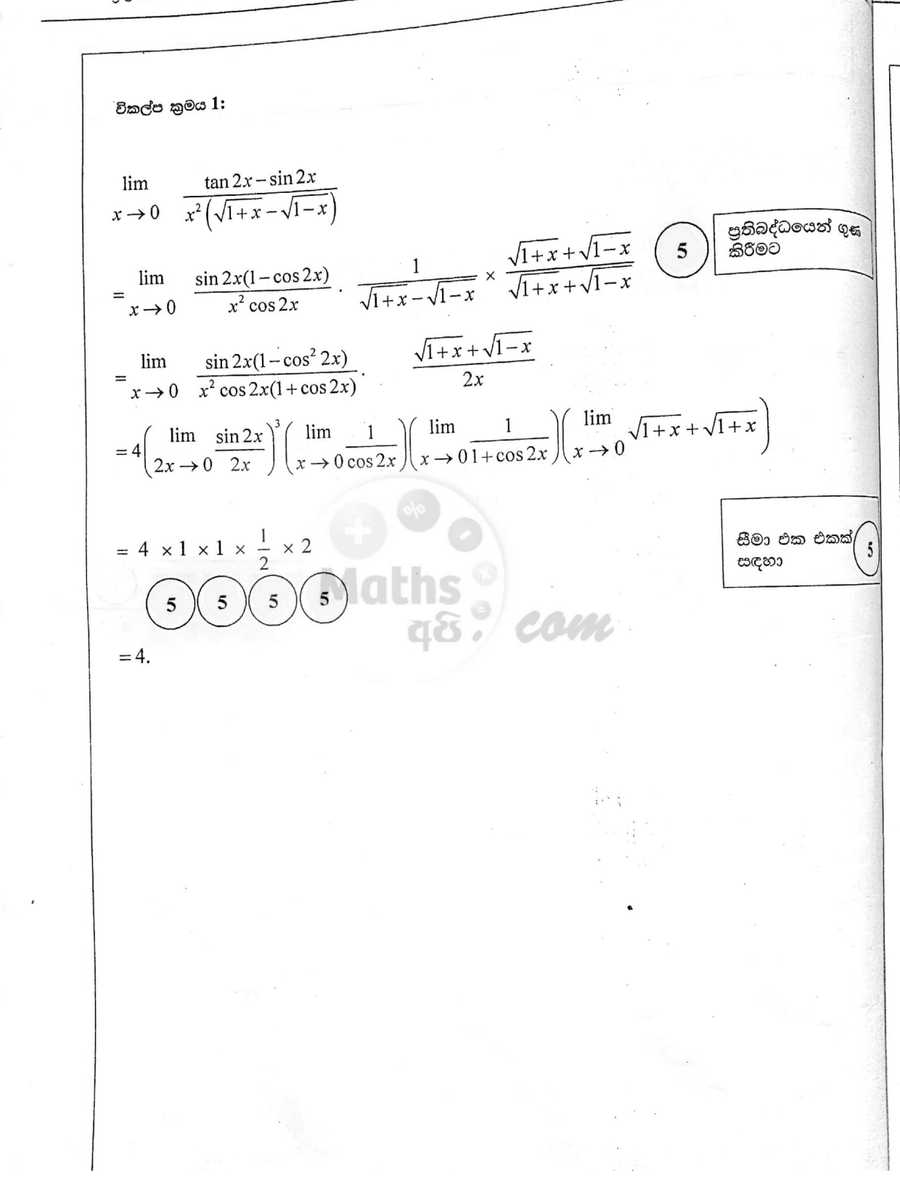 විකල්ප ක්‍රමය 1:
lim x→0 (tan 2x – sin 2x) / (x² (√(1+x) – √(1–x)))
= lim x→0 (sin 2x(1 – cos 2x)) / (x² cos 2x) . 1 / (√(1+x) – √(1–x)) × (√(1+x) + √(1–x)) / (√(1+x) + √(1–x))
5
ප්‍රතිබද්ධයෙන් ගුණ
කිරීමට
= lim x→0 (sin 2x(1 – cos² 2x)) / (x² cos 2x(1 + cos 2x)) . (√(1+x) + √(1–x)) / 2x
= 4 (lim 2x→0 sin 2x / 2x)³ (lim x→0 1 / cos 2x) (lim x→0 1 / (1 + cos 2x)) (lim x→0 √(1+x) + √(1+x))
= 4 × 1 × 1 × 1/2 × 2
සීමා එක එකක්
සඳහා
5
5 5 5 5
= 4.
Maths
අපි . com